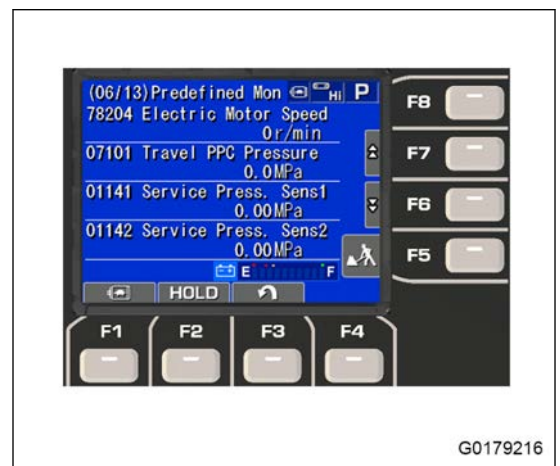 (06/13)Predefined Mon Hi P
78204 Electric Motor Speed
0r/min
07101 Travel PPC Pressure
0.0MPa
01141 Service Press. Sens1
0.00MPa
01142 Service Press. Sens2
0.00MPa
E F
HOLD
F8
F7
F6
F5
F1 F2 F3 F4
G0179216